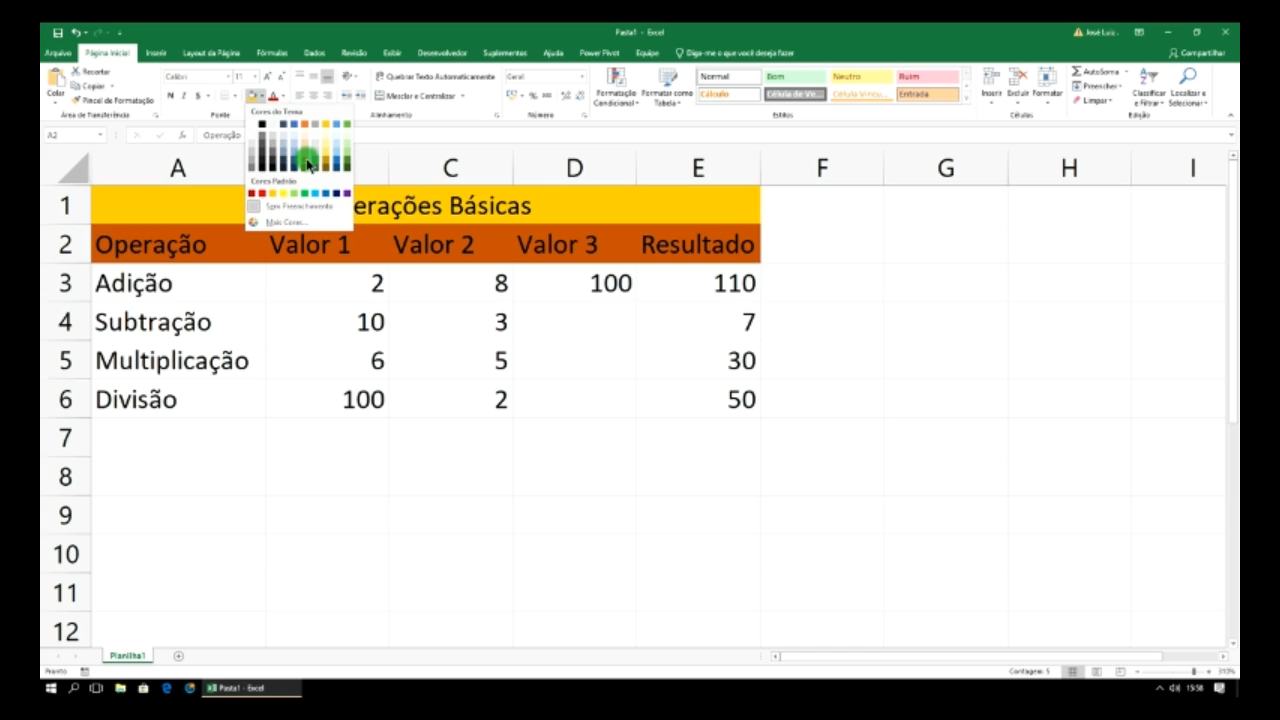 Pasta1 - Excel
José Luiz .
Arquivo Página Inicial Inserir Layout da Página Fórmulas Dados Revisão Exibir Desenvolvedor Suplementos Ajuda Power Pivot Equipe Diga-me o que você deseja fazer Compartilhar
Colar
Recortar
Copiar
Pincel de Formatação
Área de Transferência
Calibri 11
N I S
Fonte
Quebrar Texto Automaticamente
Mesclar e Centralizar
Alinhamento
Geral
%
Número
Formatação Condicional
Formatar como Tabela
Normal Bom Neutro Ruim
Cálculo Célula de Ve... Célula Vincu... Entrada
Estilos
Inserir Excluir Formatar
Células
AutoSoma
Preencher
Limpar
Classificar e Filtrar
Localizar e Selecionar
Edição
A2 fx Operação
Cores do Tema
Cores Padrão
Sem Preenchimento
Mais Cores...
A C D E F G H I
1 erações Básicas
2 Operação Valor 1 Valor 2 Valor 3 Resultado
3 Adição 2 8 100 110
4 Subtração 10 3 7
5 Multiplicação 6 5 30
6 Divisão 100 2 50
7
8
9
10
11
12
Planilha1
Pronto Contagem: 5 310%
Pasta1 - Excel 15:58